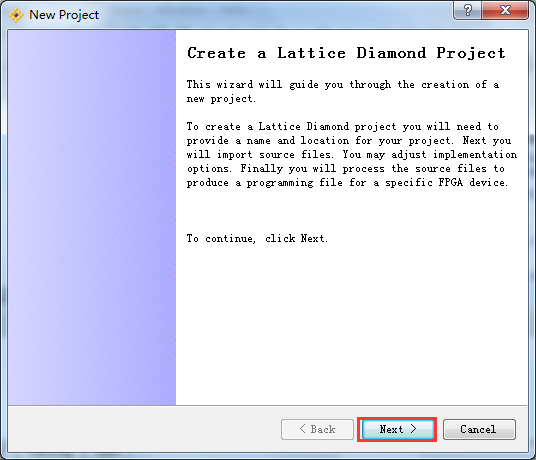 New Project
Create a Lattice Diamond Project
This wizard will guide you through the creation of a
new project.
To create a Lattice Diamond project you will need to
provide a name and location for your project. Next you
will import source files. You may adjust implementation
options. Finally you will process the source files to
produce a programming file for a specific FPGA device.
To continue, click Next.
< Back
Next >
Cancel